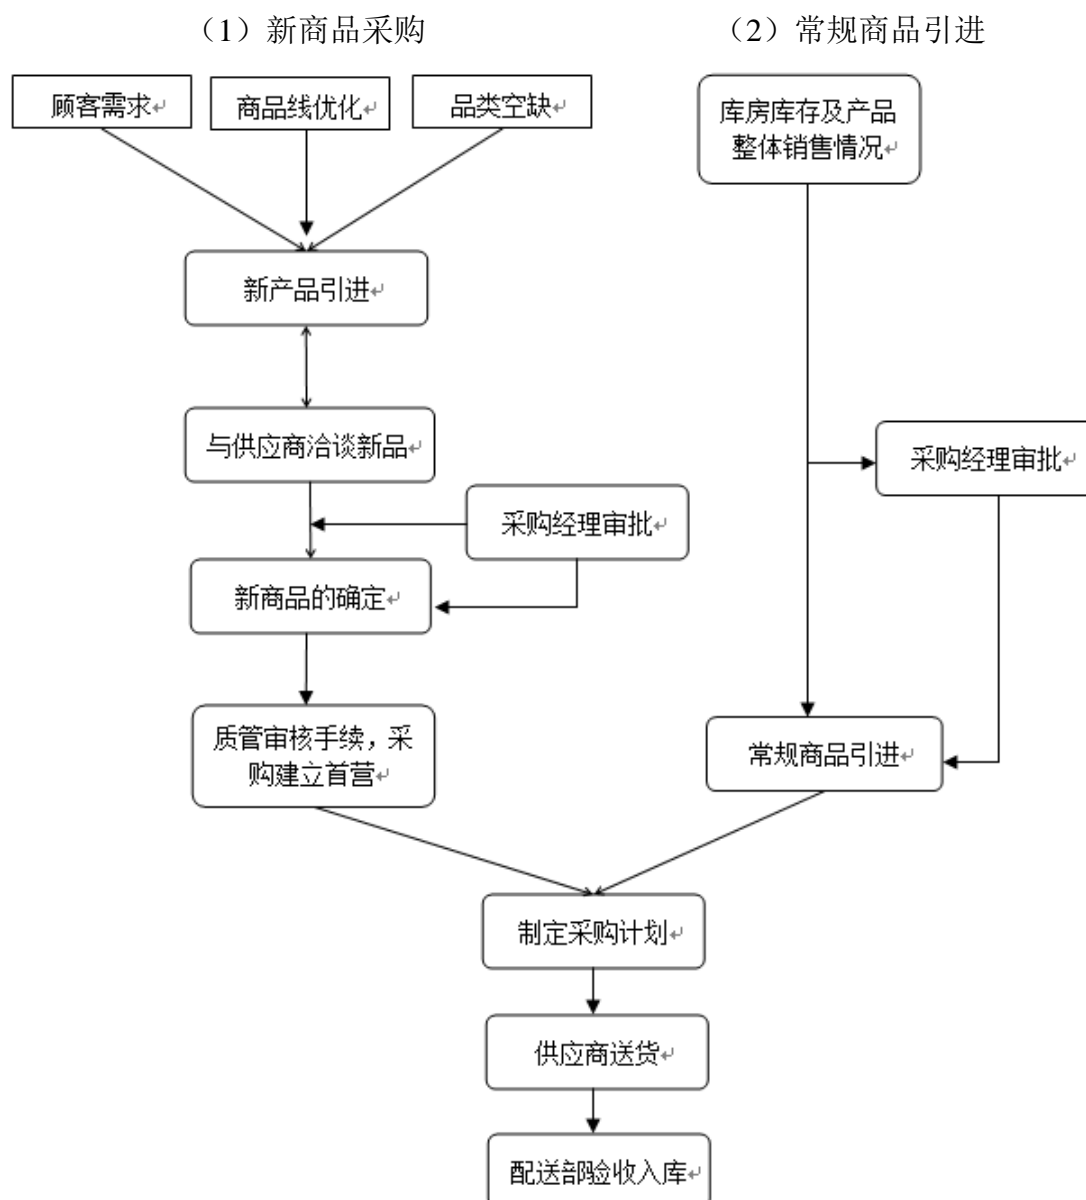 （1）新商品采购
（2）常规商品引进
顾客需求↵
商品线优化↵
品类空缺↵
库房库存及产品
整体销售情况↵
新产品引进↵
与供应商洽谈新品↵
采购经理审批↵
采购经理审批↵
新商品的确定↵
质管审核手续，采
购建立首营↵
常规商品引进↵
制定采购计划↵
供应商送货↵
配送部验收入库↵